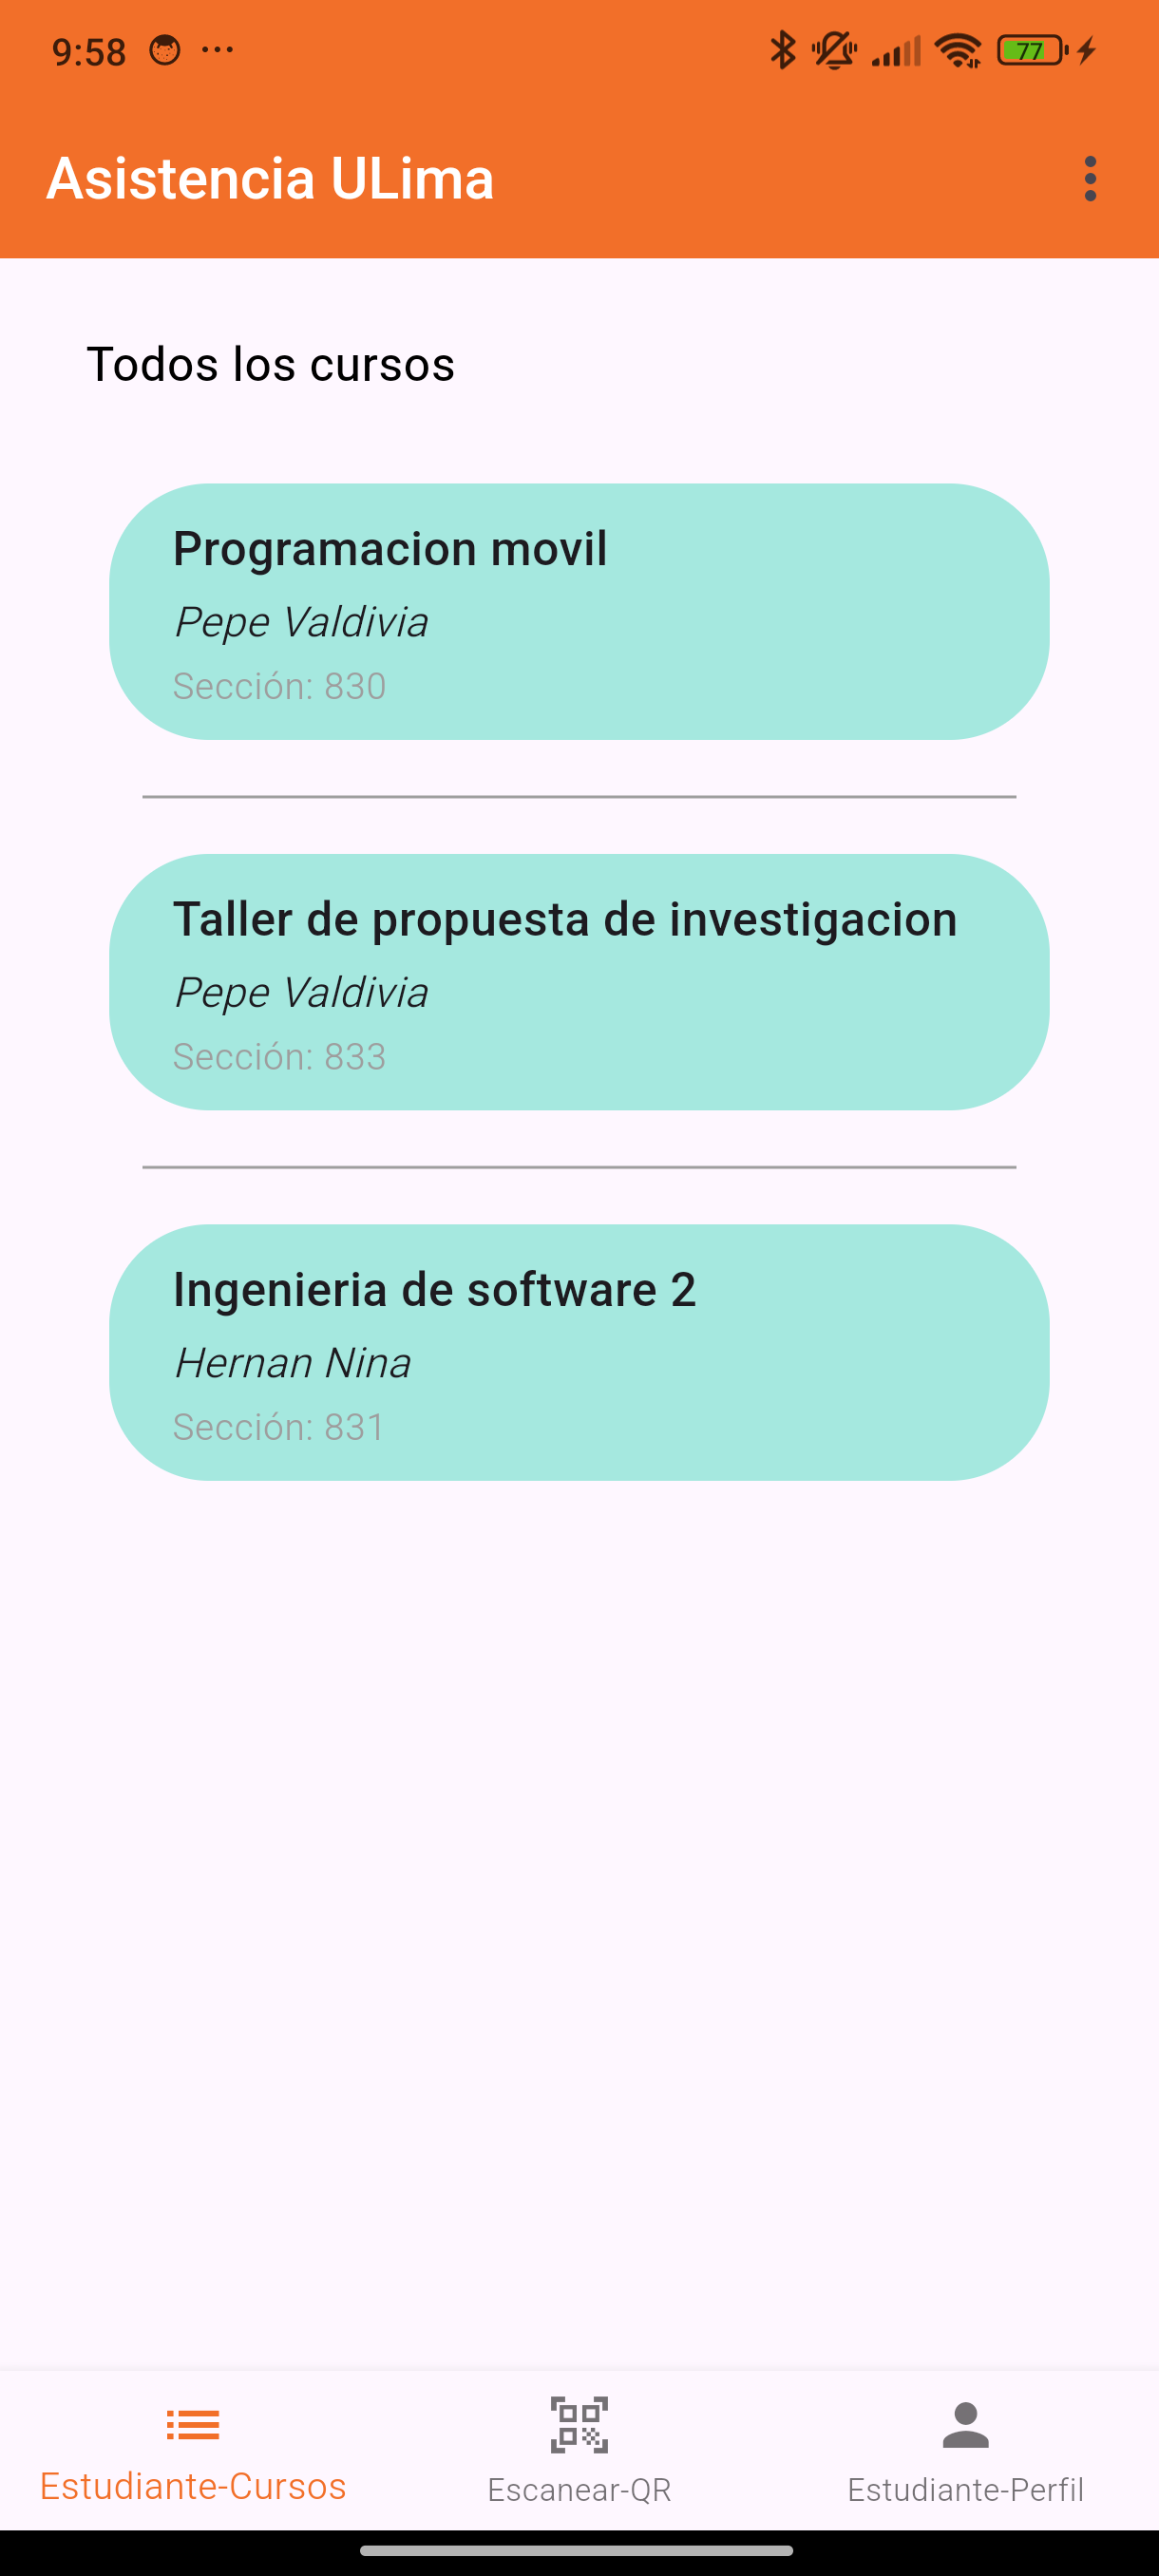 9:58
77
Asistencia ULima
Todos los cursos
Programacion movil
Pepe Valdivia
Sección: 830
Taller de propuesta de investigacion
Pepe Valdivia
Sección: 833
Ingenieria de software 2
Hernan Nina
Sección: 831
Estudiante-Cursos
Escanear-QR
Estudiante-Perfil